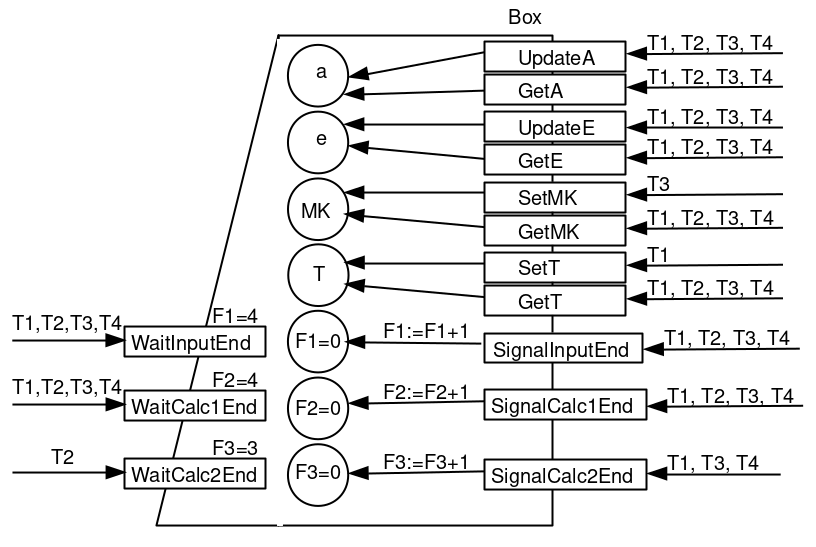 Box
T1, T2, T3, T4
a
UpdateA
T1, T2, T3, T4
GetA
T1, T2, T3, T4
e
UpdateE
T1, T2, T3, T4
GetE
T3
MK
SetMK
T1, T2, T3, T4
GetMK
T1
T
SetT
T1, T2, T3, T4
GetT
T1,T2,T3,T4
F1=4
WaitInputEnd
F1=0
F1:=F1+1
SignalInputEnd
T1, T2, T3, T4
T1,T2,T3,T4
F2=4
WaitCalc1End
F2=0
F2:=F2+1
SignalCalc1End
T1, T2, T3, T4
T2
F3=3
WaitCalc2End
F3=0
F3:=F3+1
SignalCalc2End
T1, T3, T4